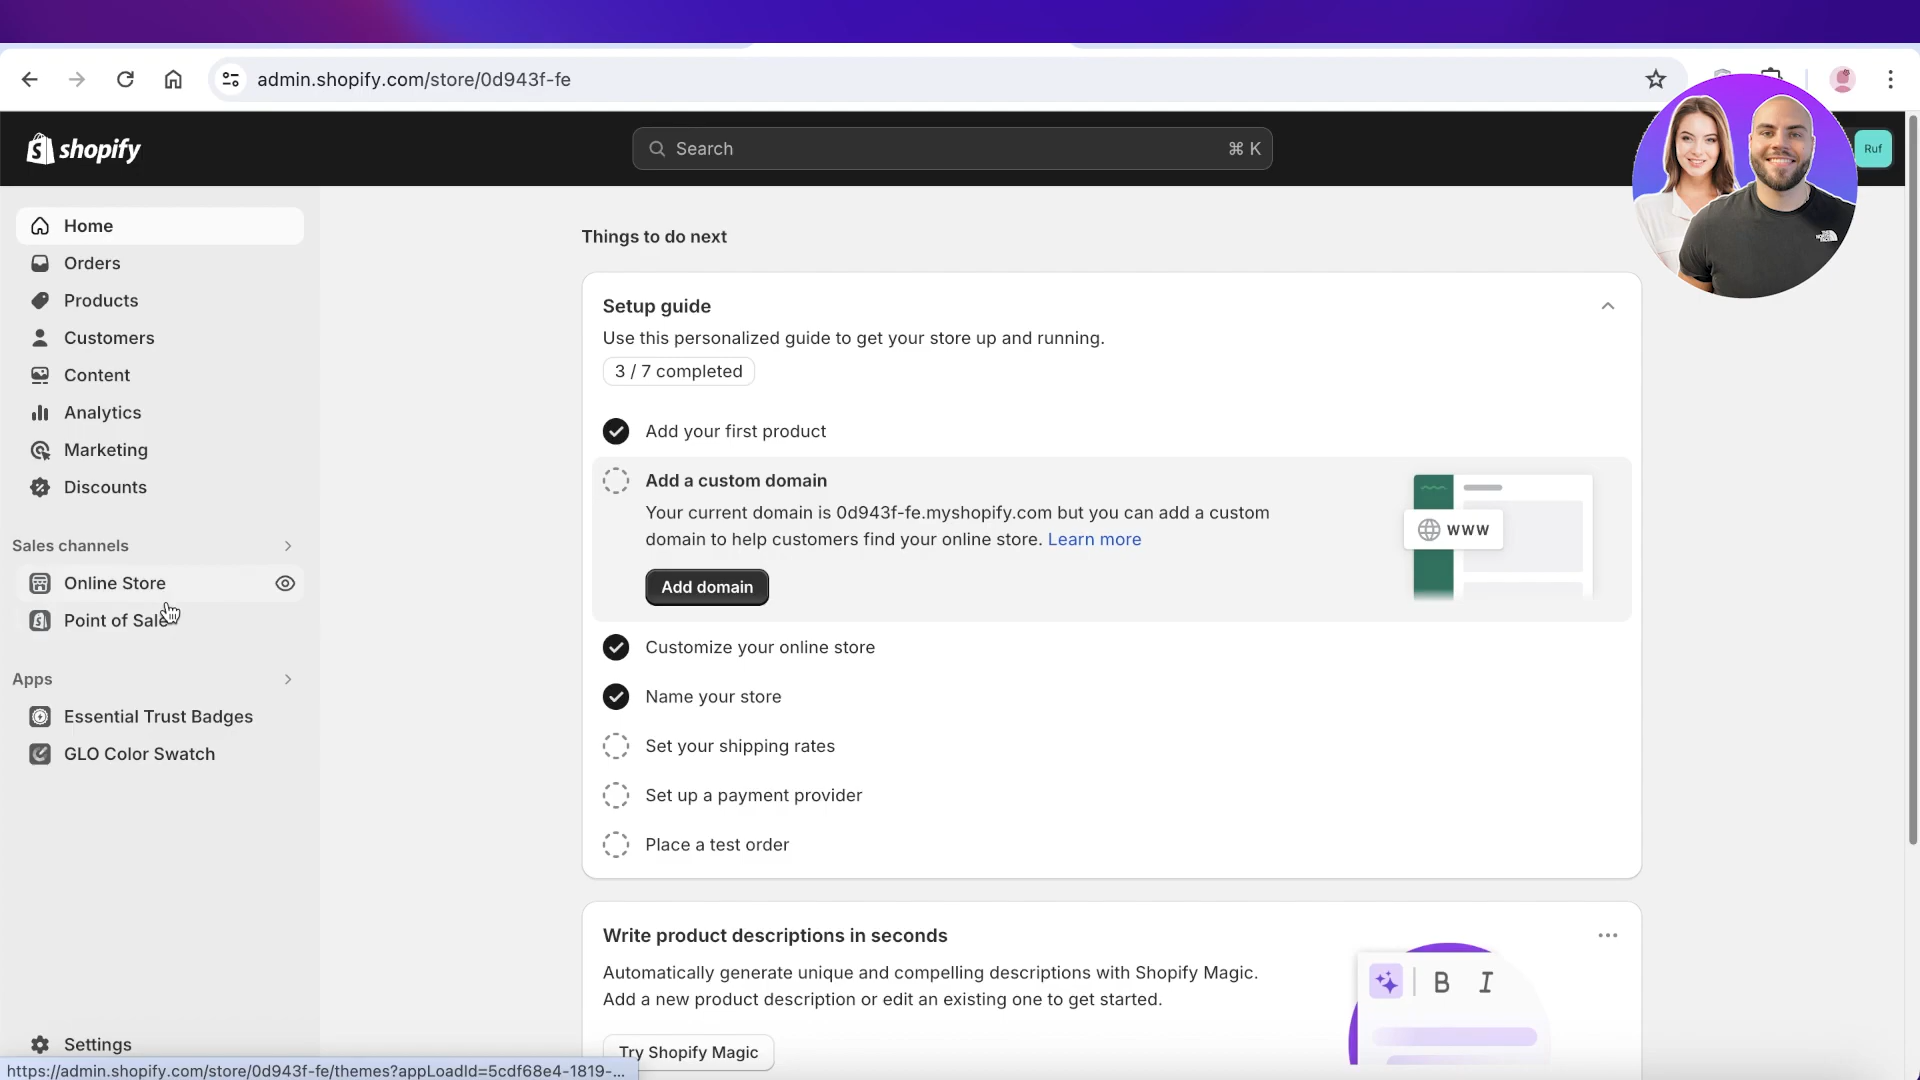 admin.shopify.com/store/0d943f-fe
shopify
Search
⌘ K
Ruf
Home
Orders
Products
Customers
Content
Analytics
Marketing
Discounts
Sales channels
Online Store
Point of Sale
Apps
Essential Trust Badges
GLO Color Swatch
Settings
Things to do next
Setup guide
Use this personalized guide to get your store up and running.
3 / 7 completed
Add your first product
Add a custom domain
Your current domain is 0d943f-fe.myshopify.com but you can add a custom
domain to help customers find your online store. Learn more
Add domain
WWW
Customize your online store
Name your store
Set your shipping rates
Set up a payment provider
Place a test order
Write product descriptions in seconds
Automatically generate unique and compelling descriptions with Shopify Magic.
Add a new product description or edit an existing one to get started.
Try Shopify Magic
B I
https://admin.shopify.com/store/0d943f-fe/themes?appLoadId=5cdf68e4-1819-...